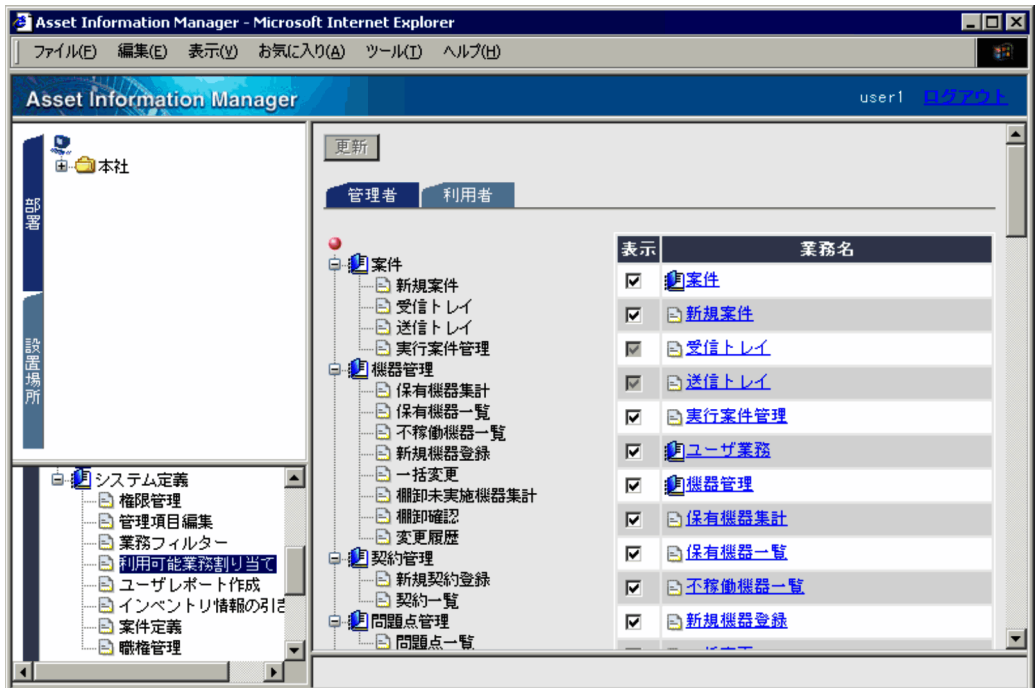 Asset Information Manager - Microsoft Internet Explorer
ファイル(F) 編集(E) 表示(V) お気に入り(A) ツール(T) ヘルプ(H)
Asset Information Manager
user1 ログアウト
部署
設置場所
本社
システム定義
権限管理
管理項目編集
業務フィルター
利用可能業務割り当て
ユーザレポート作成
インベントリ情報の引き
案件定義
職権管理
更新
管理者 利用者
案件
新規案件
受信トレイ
送信トレイ
実行案件管理
機器管理
保有機器集計
保有機器一覧
不稼働機器一覧
新規機器登録
一括変更
棚卸未実施機器集計
棚卸確認
変更履歴
契約管理
新規契約登録
契約一覧
問題点管理
問題点一覧
表示 業務名
案件
新規案件
受信トレイ
送信トレイ
実行案件管理
ユーザ業務
機器管理
保有機器集計
保有機器一覧
不稼働機器一覧
新規機器登録